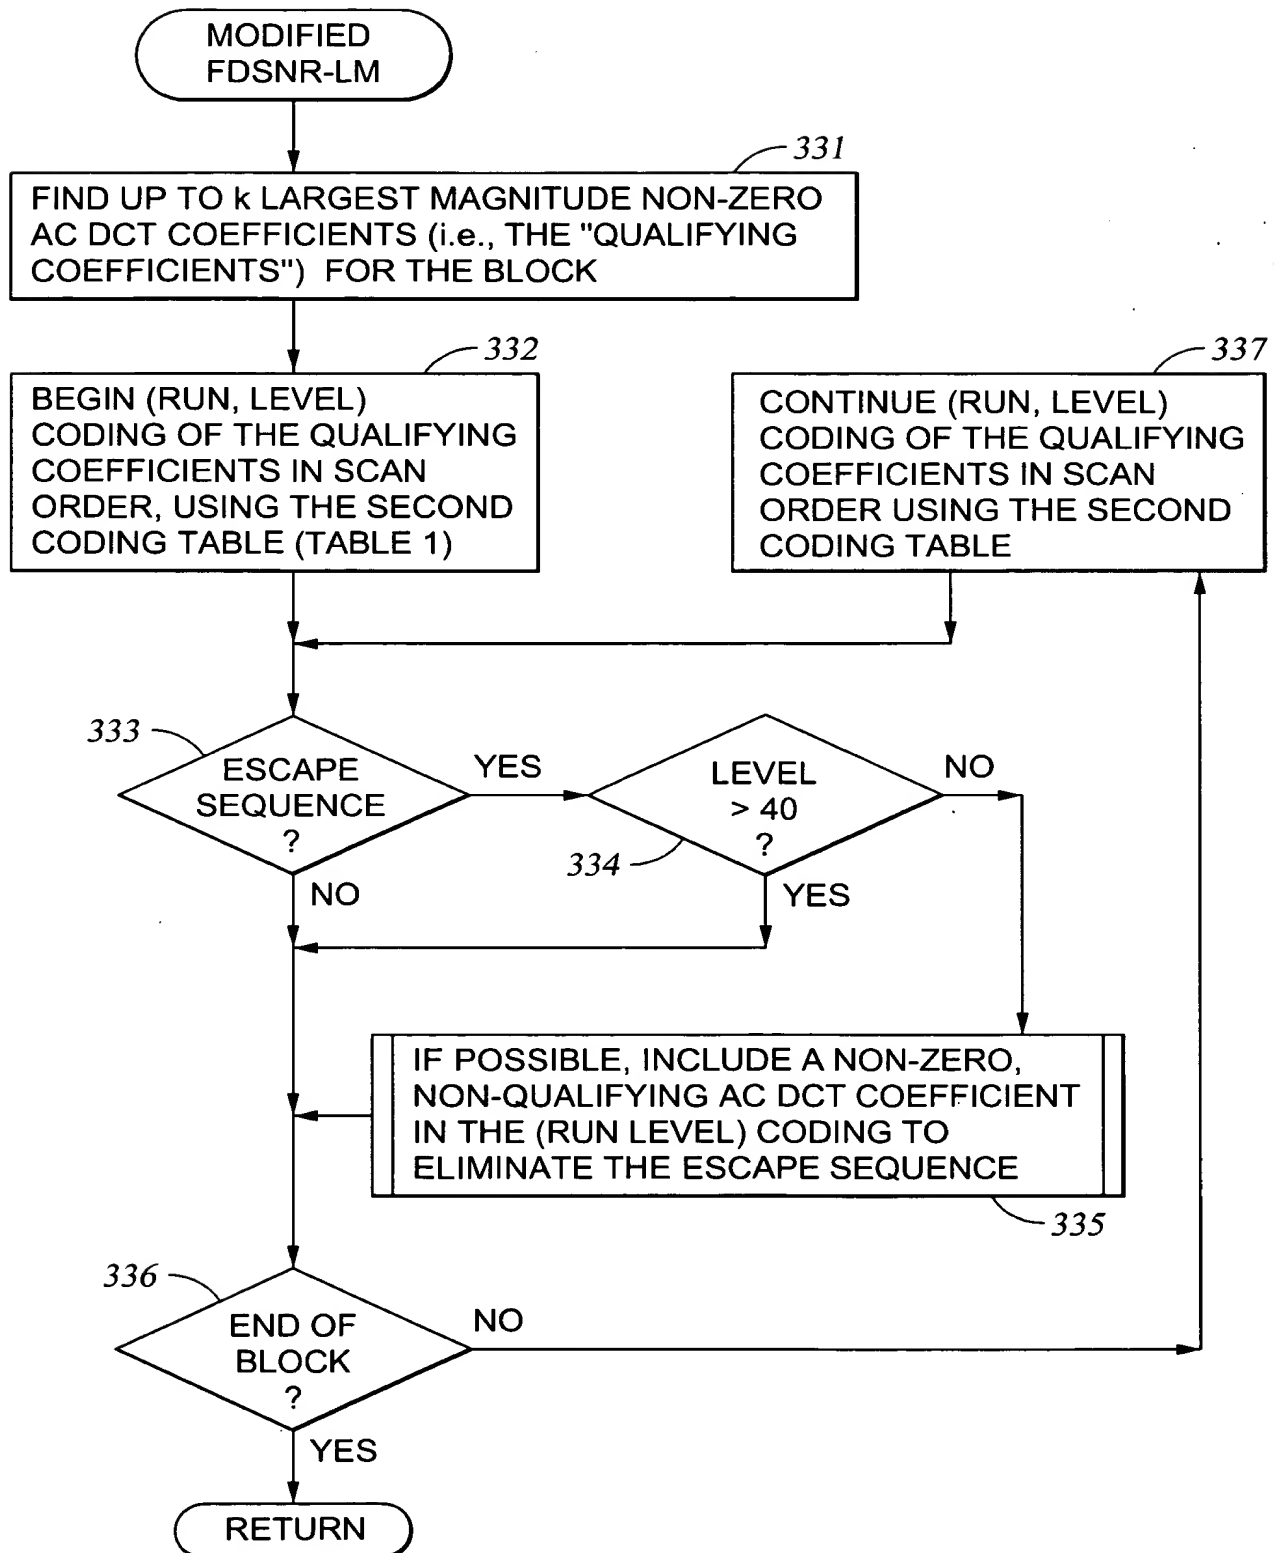 MODIFIED
FDSNR-LM
331
FIND UP TO k LARGEST MAGNITUDE NON-ZERO
AC DCT COEFFICIENTS (i.e., THE "QUALIFYING
COEFFICIENTS") FOR THE BLOCK
332
BEGIN (RUN, LEVEL)
CODING OF THE QUALIFYING
COEFFICIENTS IN SCAN
ORDER, USING THE SECOND
CODING TABLE (TABLE 1)
337
CONTINUE (RUN, LEVEL)
CODING OF THE QUALIFYING
COEFFICIENTS IN SCAN
ORDER USING THE SECOND
CODING TABLE
333
ESCAPE
SEQUENCE
?
YES
NO
334
LEVEL
> 40
?
NO
YES
IF POSSIBLE, INCLUDE A NON-ZERO,
NON-QUALIFYING AC DCT COEFFICIENT
IN THE (RUN LEVEL) CODING TO
ELIMINATE THE ESCAPE SEQUENCE
335
336
END OF
BLOCK
?
NO
YES
RETURN